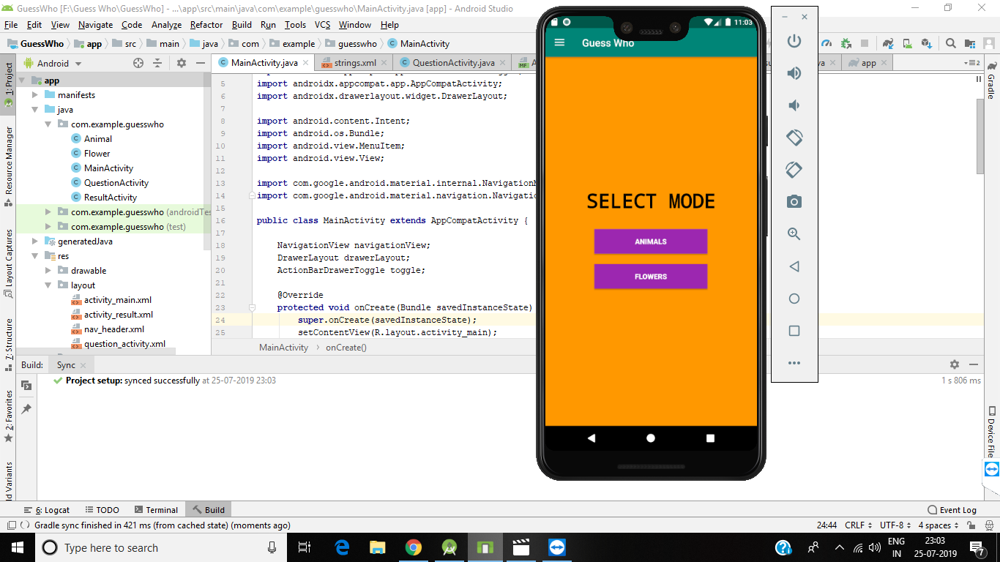 GuessWho [F:\Guess Who\GuessWho] - ...\app\src\main\java\com\example\guesswho\MainActivity.java [app] - Android Studio
File Edit View Navigate Code Analyze Refactor Build Run Tools VCS Window Help
GuessWho app src main java com example guesswho MainActivity
Android
MainActivity.java strings.xml QuestionActivity.java app
1: Project
Resource Manager
Layout Captures
7: Structure
2: Favorites
Gradle
Device File
app
manifests
java
com.example.guesswho
Animal
Flower
MainActivity
QuestionActivity
ResultActivity
com.example.guesswho (androidTes
com.example.guesswho (test)
generatedJava
res
drawable
layout
activity_main.xml
activity_result.xml
nav_header.xml
question_activity.xml
5 import androidx.appcompat.app.AppCompatActivity;
6 import androidx.drawerlayout.widget.DrawerLayout;
7
8 import android.content.Intent;
9 import android.os.Bundle;
10 import android.view.MenuItem;
11 import android.view.View;
12
13 import com.google.android.material.internal.NavigationM
14 import com.google.android.material.navigation.Navigatio
15
16 public class MainActivity extends AppCompatActivity {
17
18 NavigationView navigationView;
19 DrawerLayout drawerLayout;
20 ActionBarDrawerToggle toggle;
21
22 @Override
23 protected void onCreate(Bundle savedInstanceState)
24 super.onCreate(savedInstanceState);
25 setContentView(R.layout.activity_main);
MainActivity onCreate()
11:03
Guess Who
SELECT MODE
ANIMALS
FLOWERS
Build: Sync
Project setup: synced successfully at 25-07-2019 23:03
1 s 806 ms
6: Logcat TODO Terminal Build Event Log
Gradle sync finished in 421 ms (from cached state) (moments ago)
24:44 CRLF UTF-8 4 spaces
Type here to search
ENG
IN
23:03
25-07-2019
7